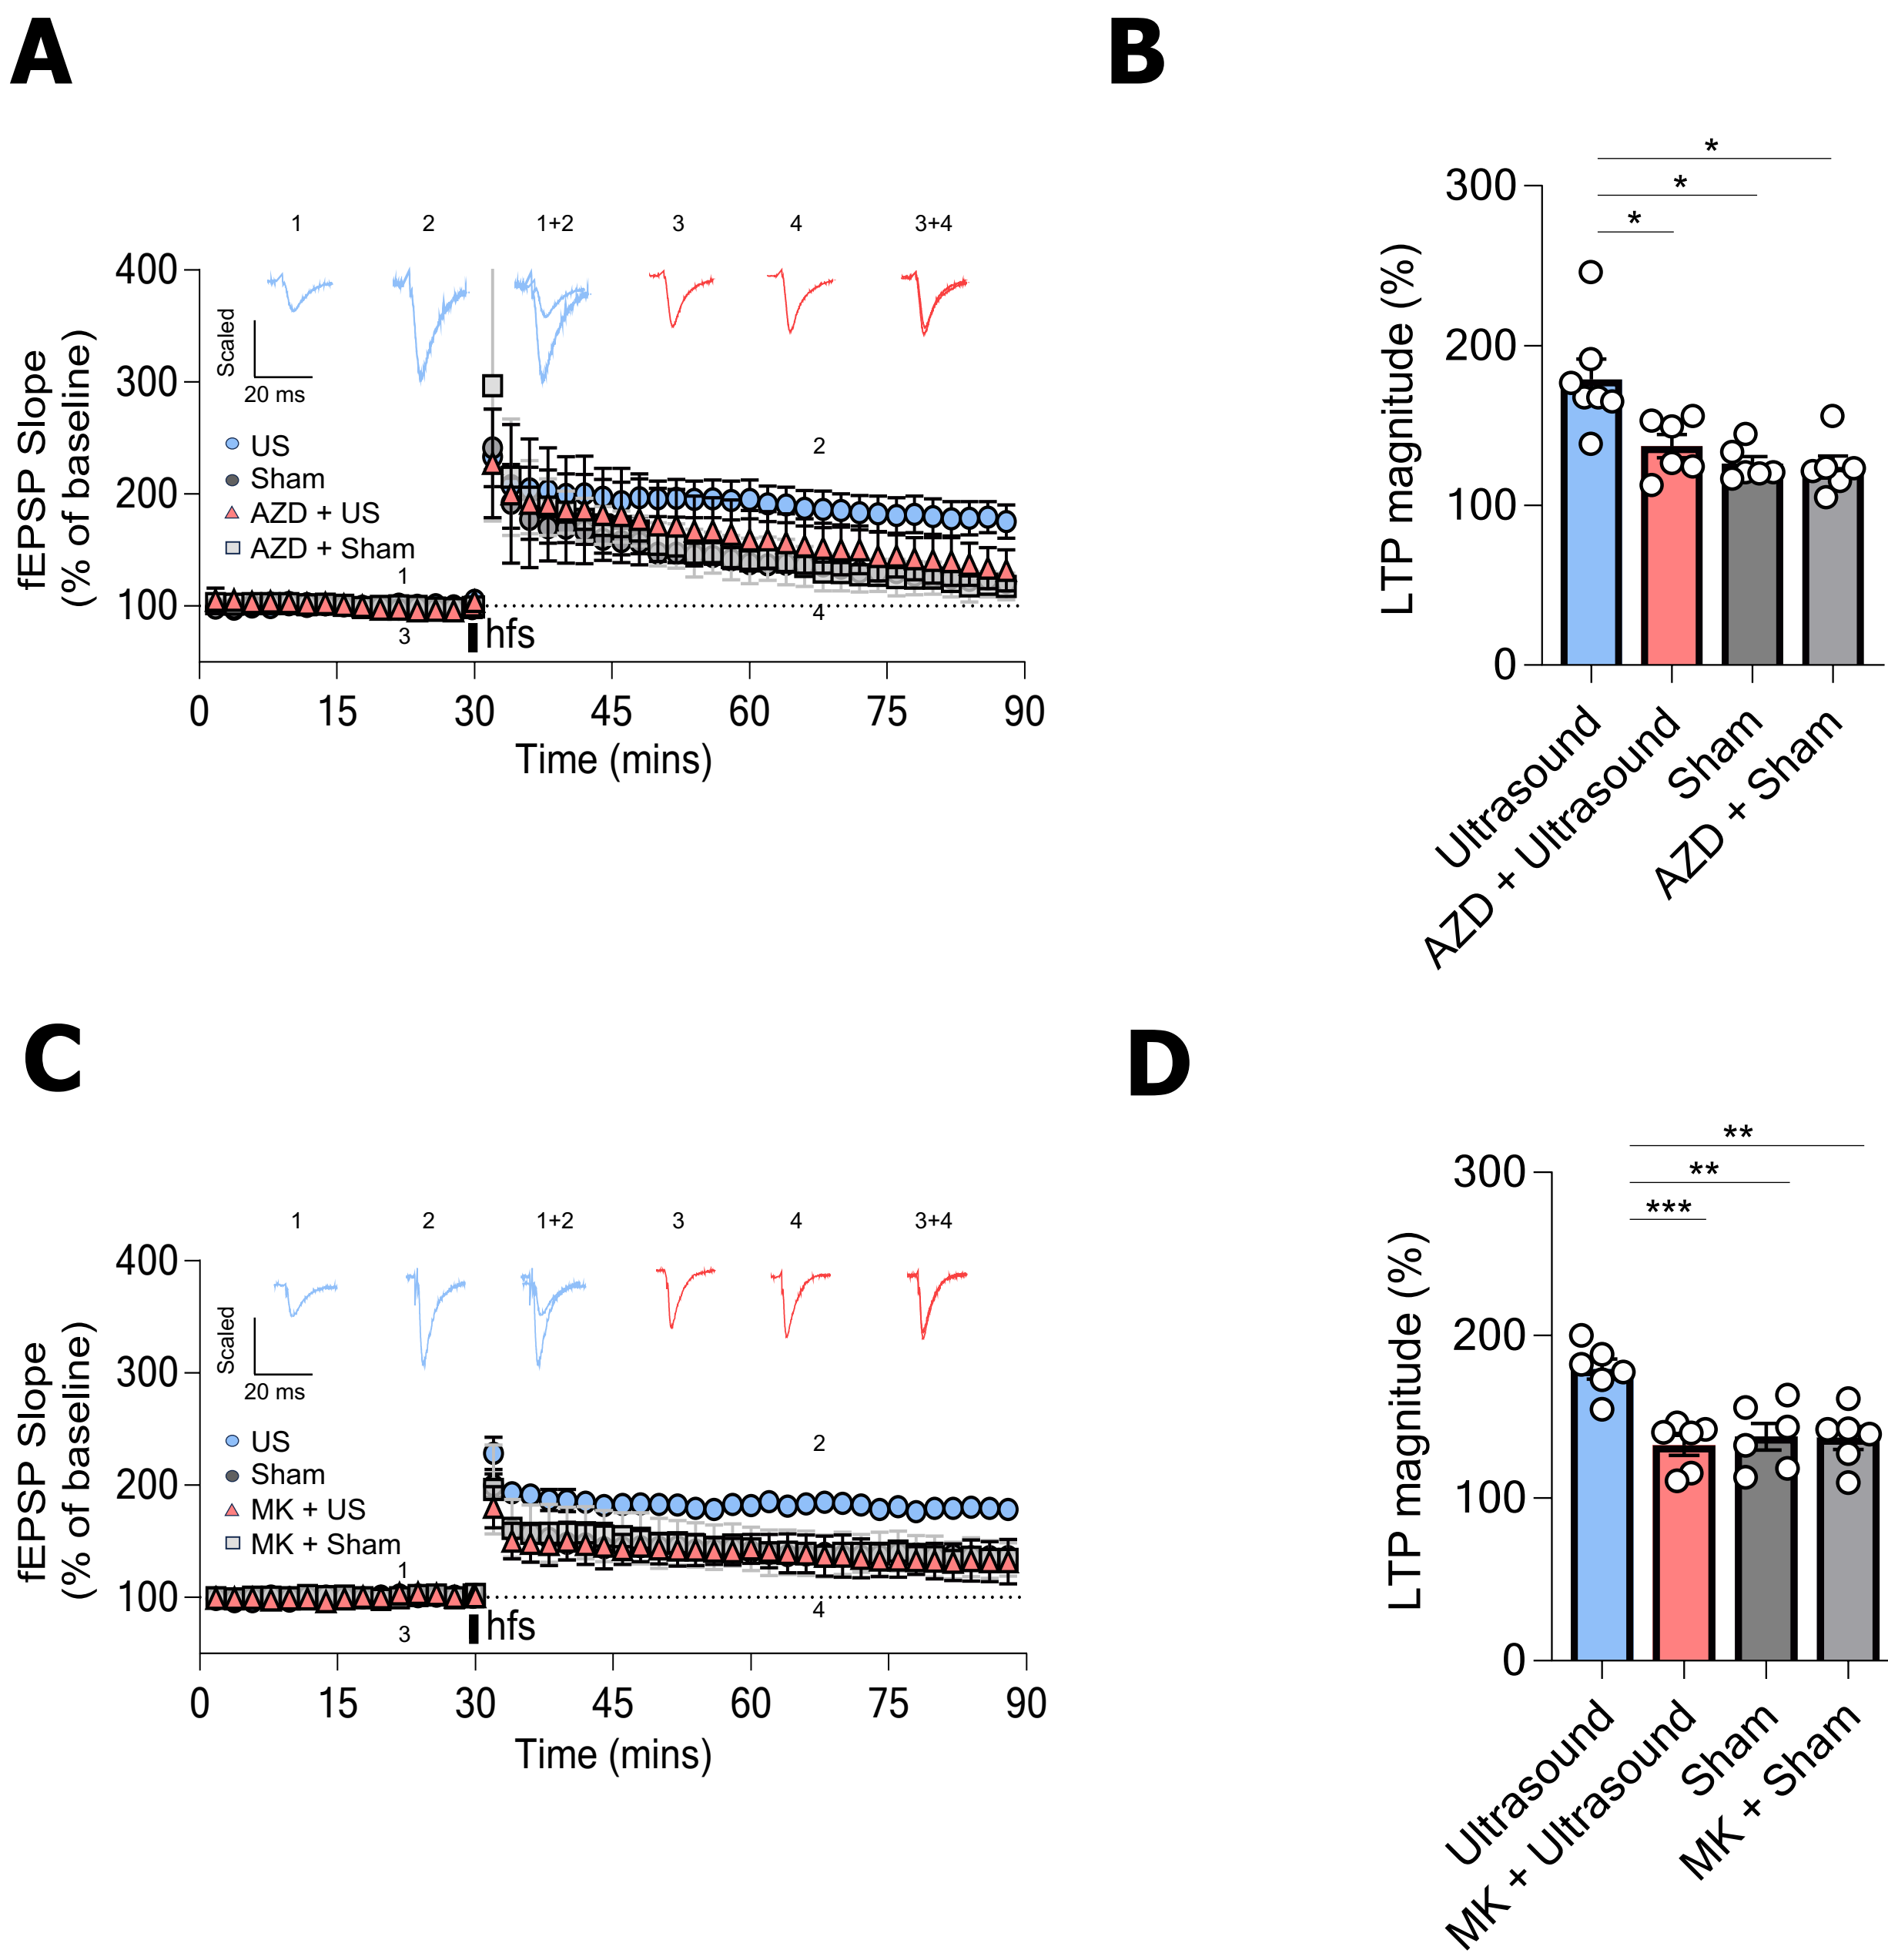 A
1 2 1+2 3 4 3+4
400
300
200
100
fEPSP Slope
(% of baseline)
Scaled
20 ms
US
Sham
AZD + US
AZD + Sham
1
2
3
4
hfs
0 15 30 45 60 75 90
Time (mins)
B
*
*
*
300
200
100
0
LTP magnitude (%)
Ultrasound
AZD + Ultrasound
Sham
AZD + Sham
C
1 2 1+2 3 4 3+4
400
300
200
100
fEPSP Slope
(% of baseline)
Scaled
20 ms
US
Sham
MK + US
MK + Sham
1
2
3
4
hfs
0 15 30 45 60 75 90
Time (mins)
D
**
**
***
300
200
100
0
LTP magnitude (%)
Ultrasound
MK + Ultrasound
Sham
MK + Sham